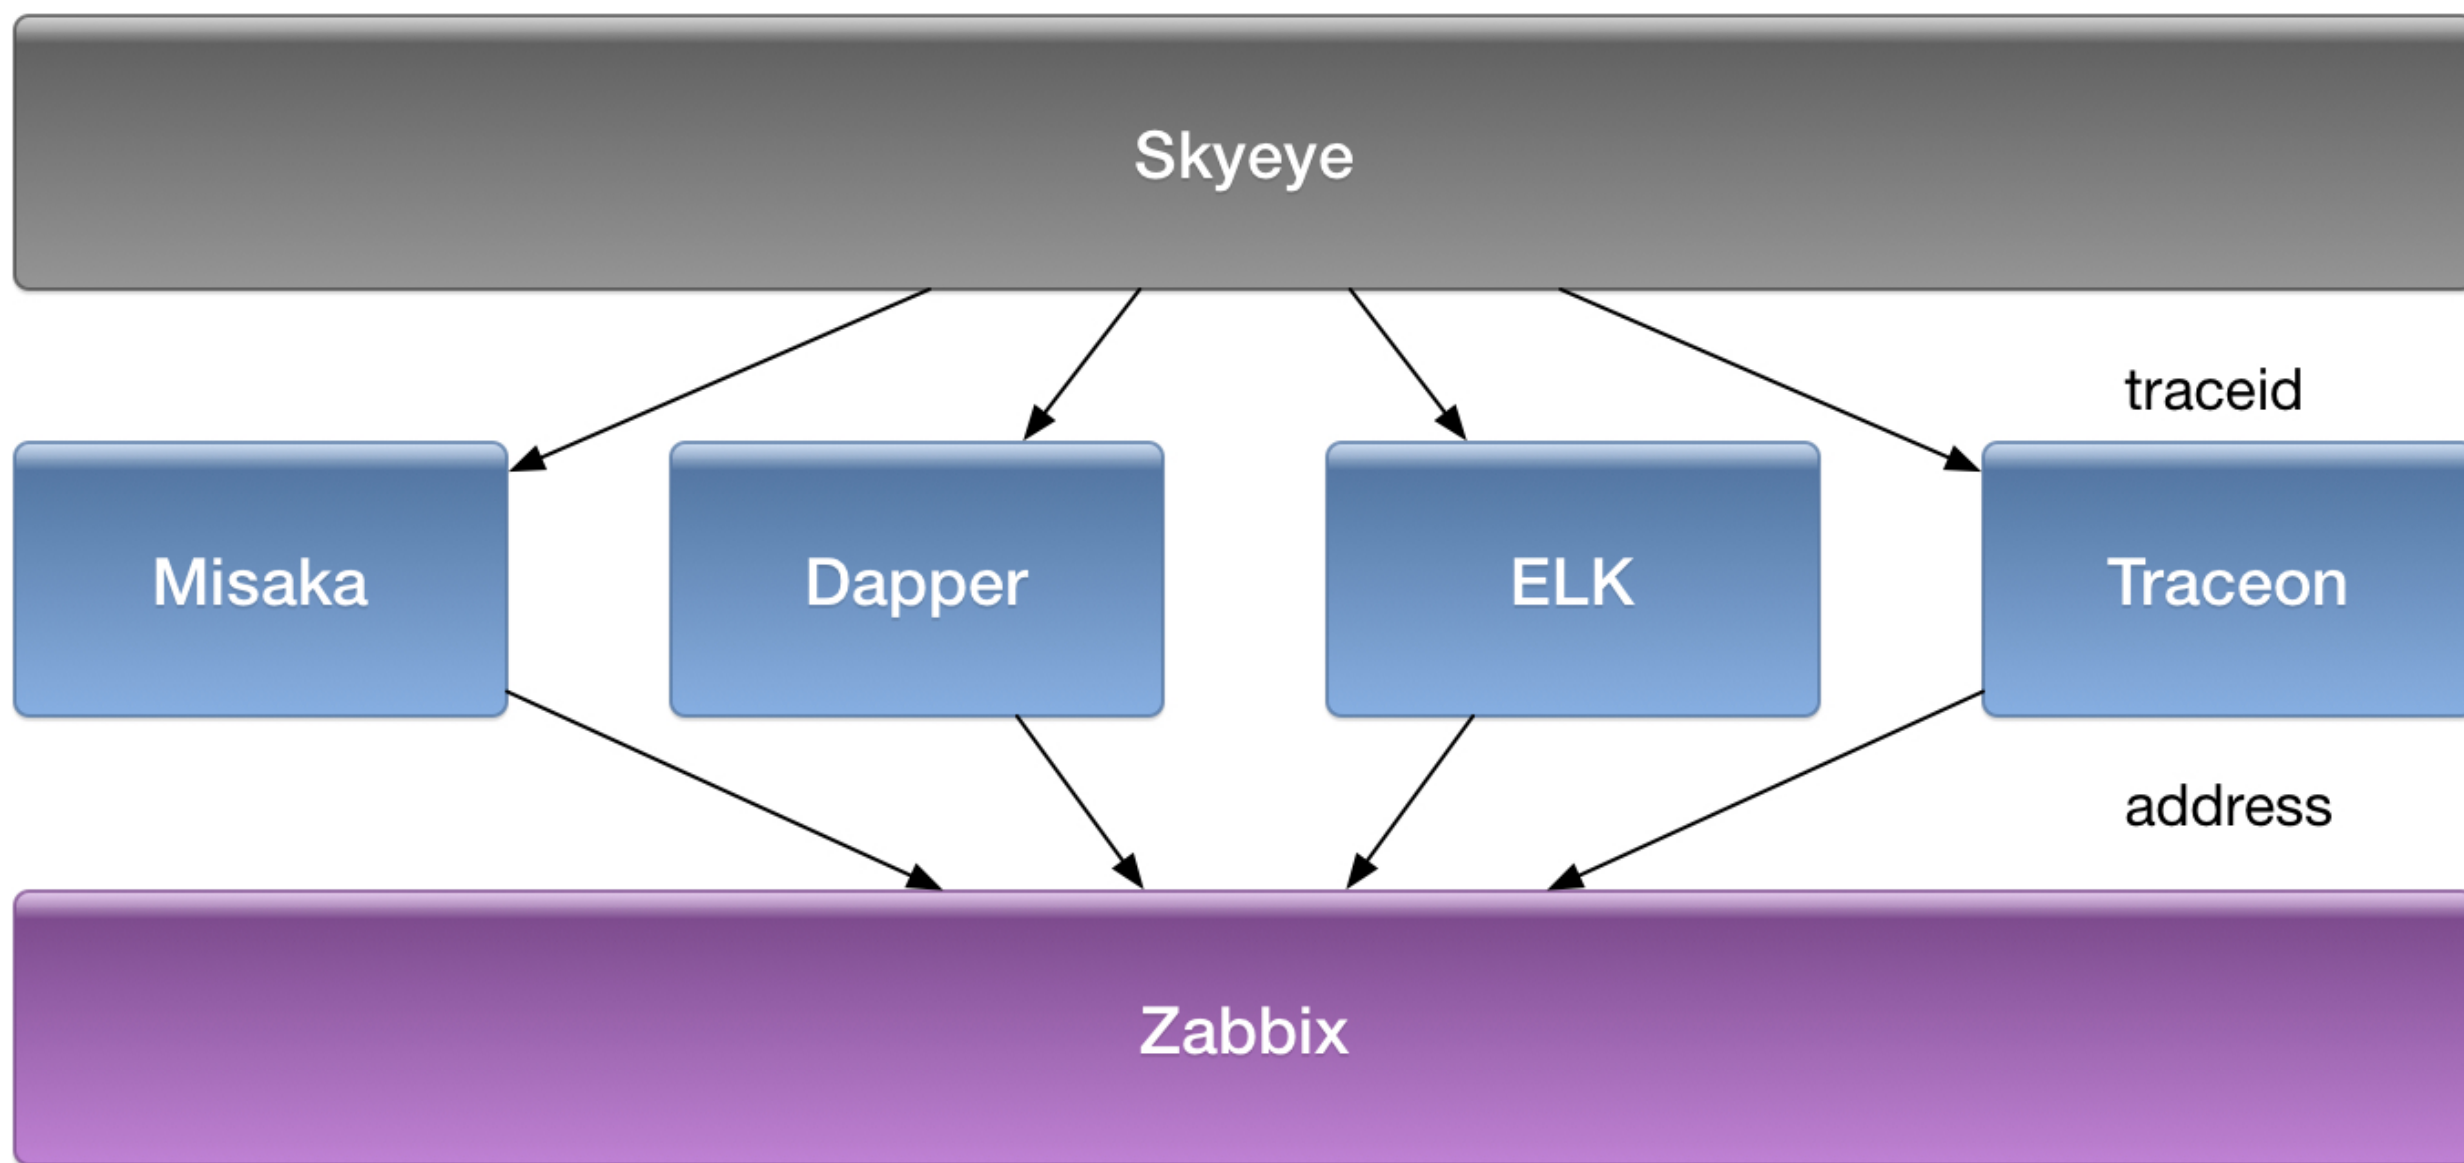 Skyeye
traceid
Misaka
Dapper
ELK
Traceon
address
Zabbix